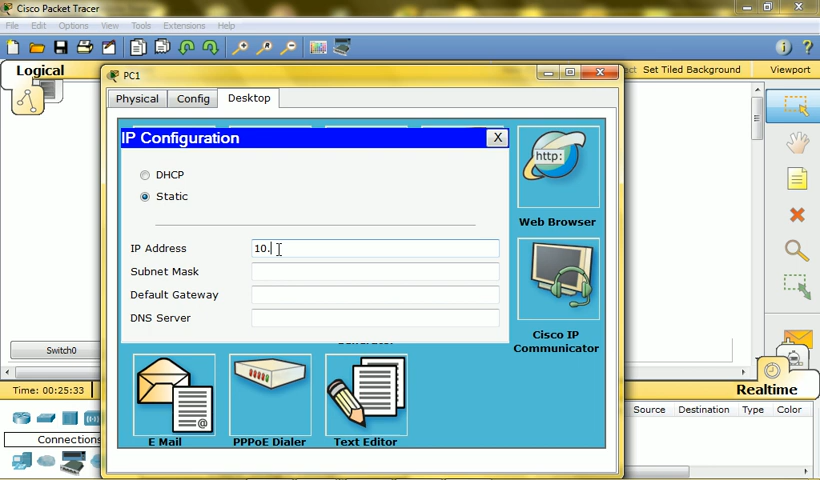 Cisco Packet Tracer
File Edit Options View Tools Extensions Help
i ?
Logical
Set Tiled Background
Viewport
PC1
Physical Config Desktop
IP Configuration X
DHCP
Static
IP Address 10.
Subnet Mask
Default Gateway
DNS Server
http:
Web Browser
Cisco IP
Communicator
E Mail
PPPoE Dialer
Text Editor
Switch0
Time: 00:25:33
Realtime
Source Destination Type Color
Connections